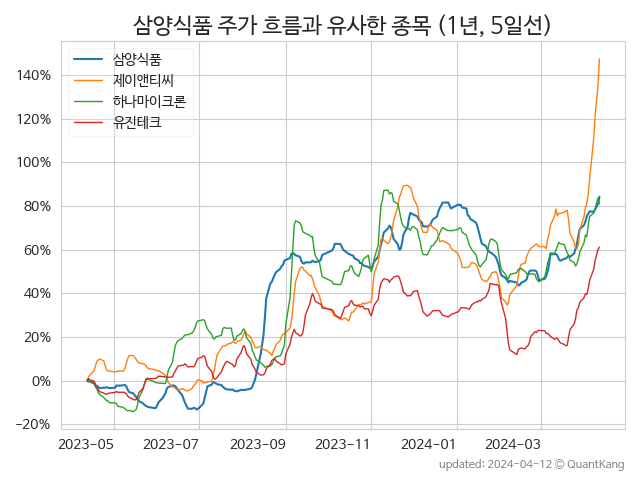 삼양식품 주가 흐름과 유사한 종목 (1년, 5일선)
삼양식품
제이앤티씨
하나마이크론
유진테크
140%
120%
100%
80%
60%
40%
20%
0%
−20%
2023-05 2023-07 2023-09 2023-11 2024-01 2024-03
updated: 2024-04-12 © QuantKang